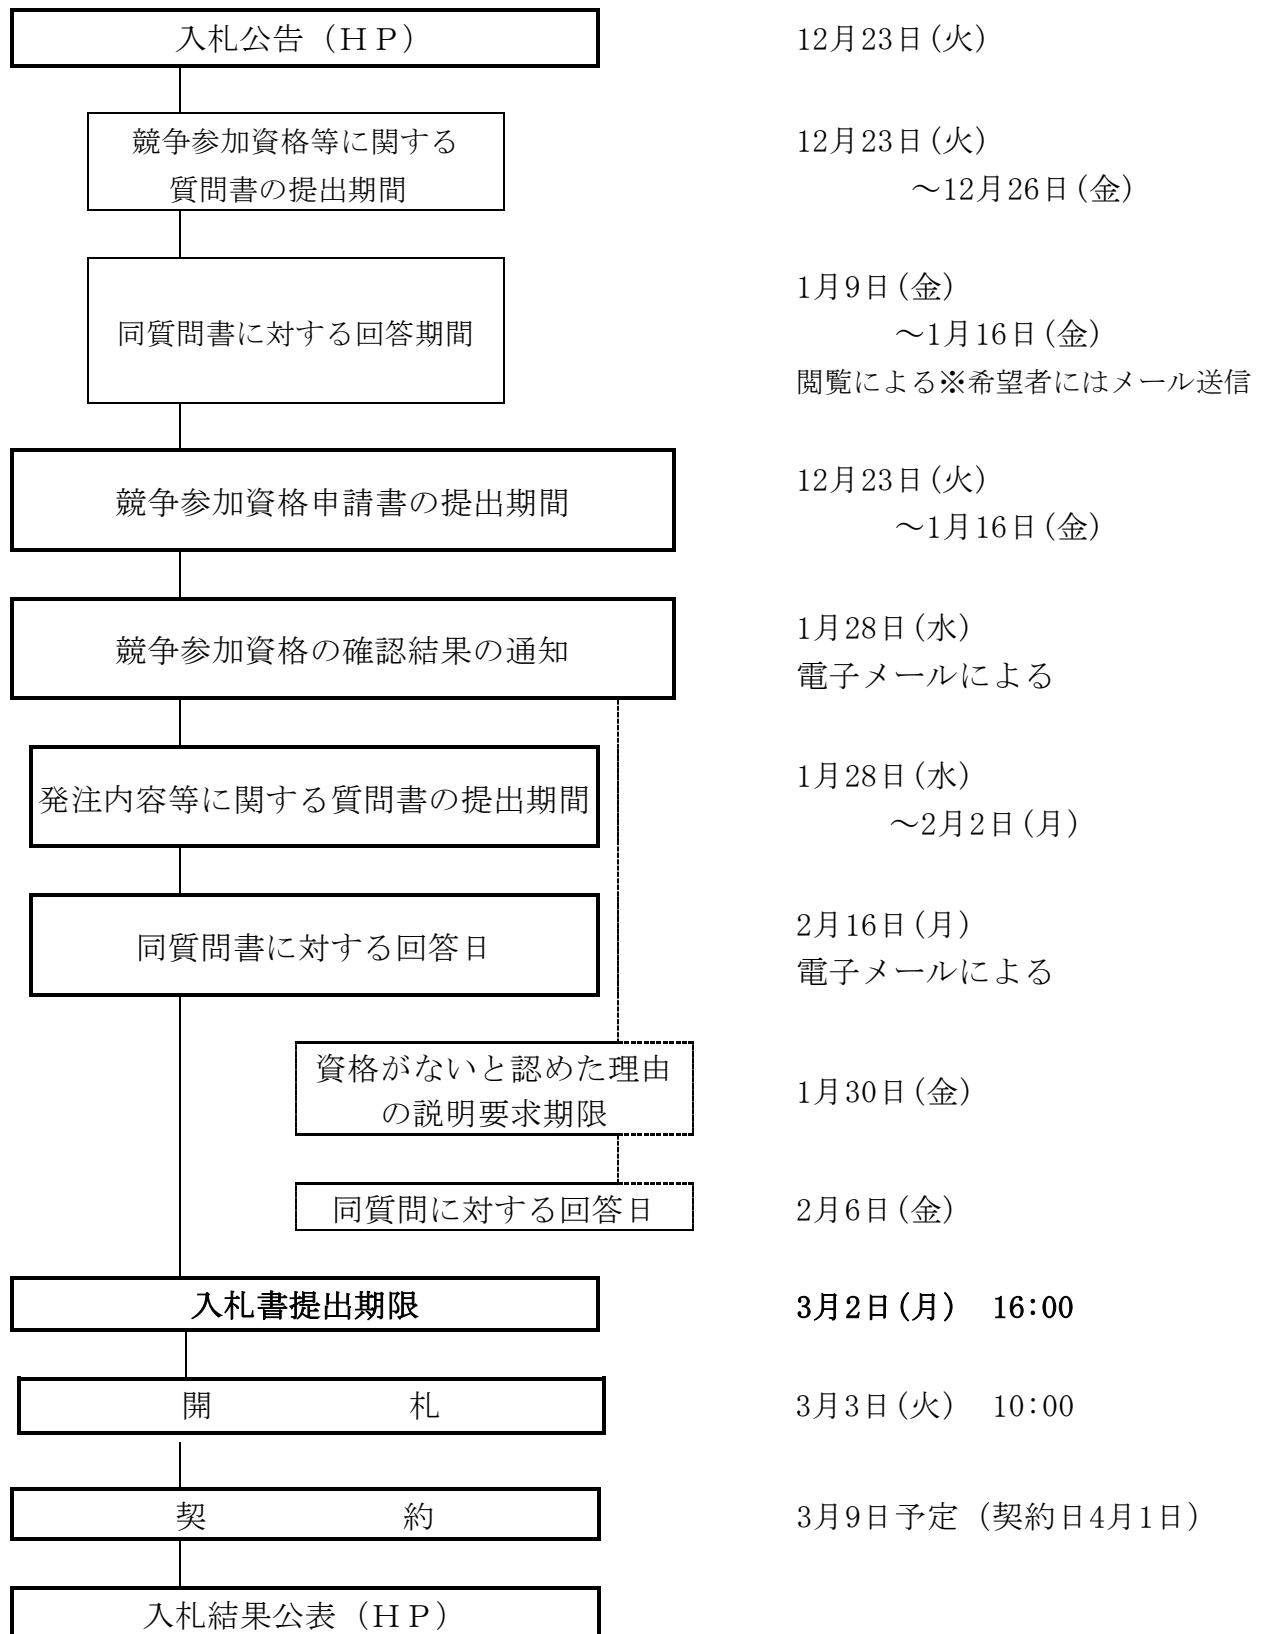 入札公告（ＨＰ）
12月23日(火)
競争参加資格等に関する
質問書の提出期間
12月23日(火)
～12月26日(金)
同質問書に対する回答期間
1月9日(金)
～1月16日(金)
閲覧による※希望者にはメール送信
競争参加資格申請書の提出期間
12月23日(火)
～1月16日(金)
競争参加資格の確認結果の通知
1月28日(水)
電子メールによる
発注内容等に関する質問書の提出期間
1月28日(水)
～2月2日(月)
同質問書に対する回答日
2月16日(月)
電子メールによる
資格がないと認めた理由
の説明要求期限
1月30日(金)
同質問に対する回答日
2月6日(金)
入札書提出期限
3月2日(月)　16:00
開　　　　　　札
3月3日(火)　10:00
契　　　　　　約
3月9日予定（契約日4月1日）
入札結果公表（ＨＰ）